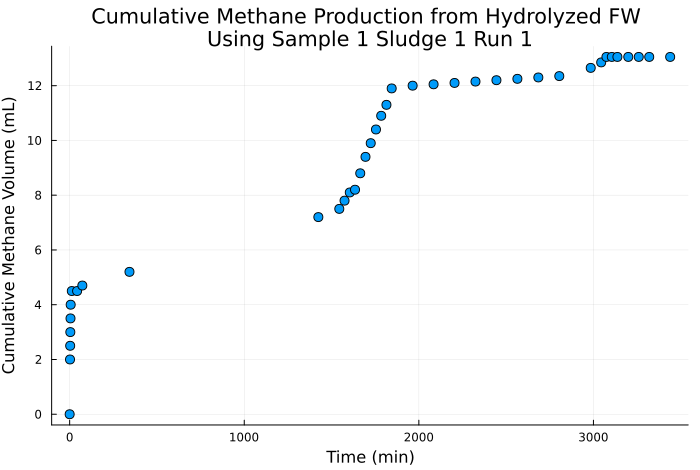 Cumulative Methane Production from Hydrolyzed FW
Using Sample 1 Sludge 1 Run 1
Cumulative Methane Volume (mL)
12
10
8
6
4
2
0
0 1000 2000 3000
Time (min)